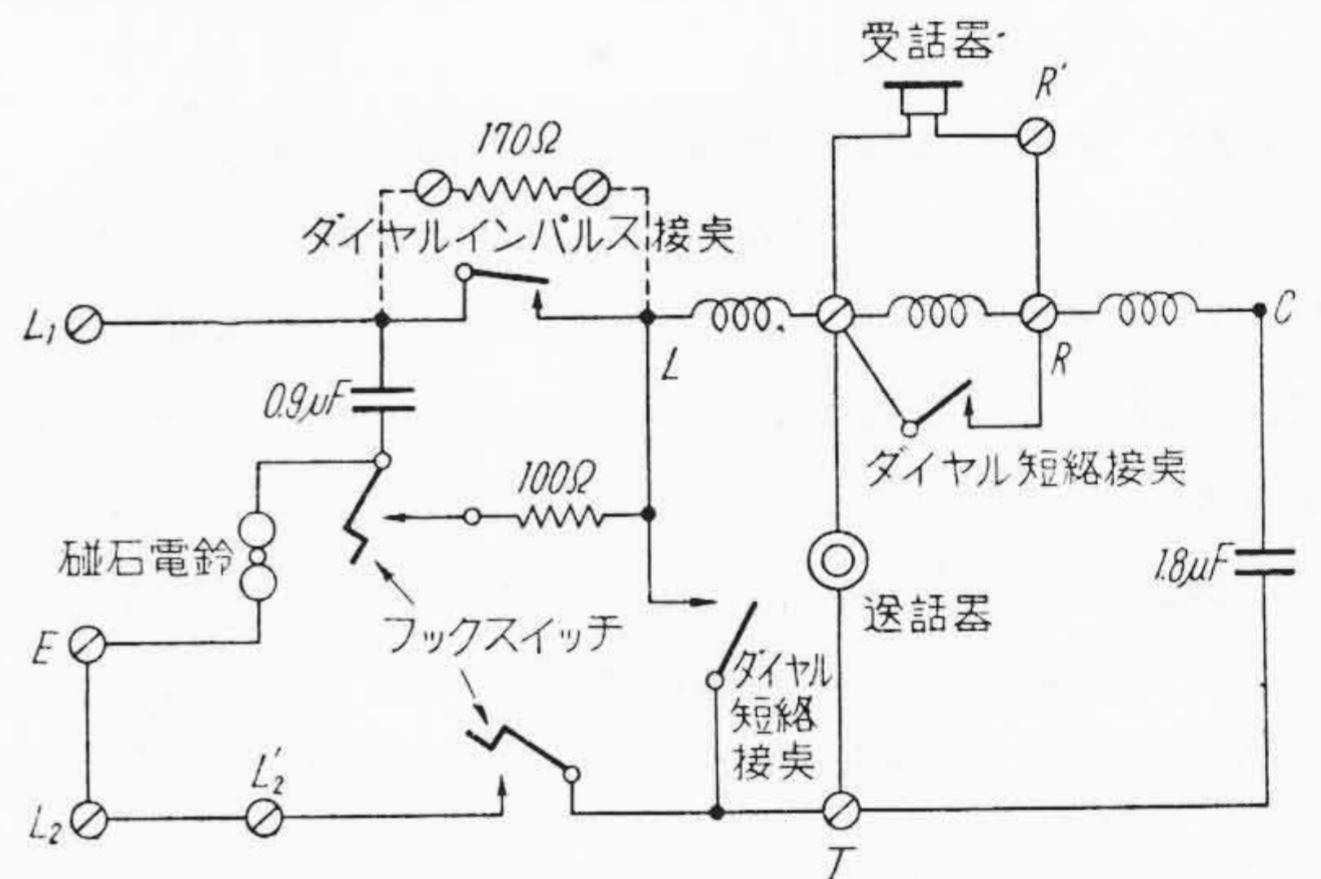 受話器
R'
170Ω
ダイヤルインパルス接点
L₁
L
R
C
0.9μF
ダイヤル短絡接点
100Ω
磁石電鈴
1.8μF
送話器
フックスイッチ
E
ダイヤル
短絡
接点
L₂
L₂'
T